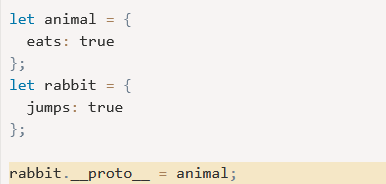 let animal = {
  eats: true
};
let rabbit = {
  jumps: true
};

rabbit.__proto__ = animal;